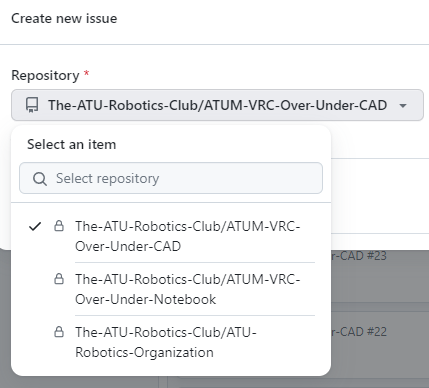 Create new issue
Repository *
The-ATU-Robotics-Club/ATUM-VRC-Over-Under-CAD
Select an item
Select repository
The-ATU-Robotics-Club/ATUM-VRC-
Over-Under-CAD
The-ATU-Robotics-Club/ATUM-VRC-
Over-Under-Notebook
The-ATU-Robotics-Club/ATU-
Robotics-Organization
r-CAD #23
r-CAD #22